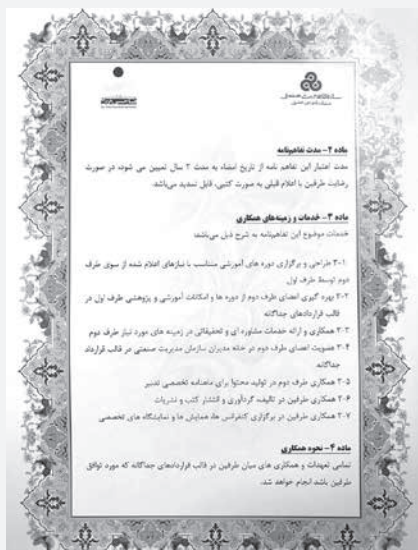 سازمان مدیریت صنعتی
ماده ۲- مدت تفاهم‌نامه
مدت اعتبار این تفاهم نامه از تاریخ امضاء به مدت ۲ سال تعیین می شود، در صورت
رضایت طرفین با اعلام قبلی به صورت کتبی، قابل تمدید می‌باشد.
ماده ۳- خدمات و زمینه‌های همکاری
خدمات موضوع این تفاهم‌نامه به شرح ذیل می‌باشد:
۳-۱ طراحی و برگزاری دوره های آموزشی متناسب با نیازهای اعلام شده از سوی طرف
دوم توسط طرف اول
۳-۲ بهره گیری اعضای طرف دوم از دوره ها و امکانات آموزشی و پژوهشی طرف اول در
قالب قراردادهای جداگانه
۳-۳ همکاری و ارائه خدمات مشاوره ای و تحقیقاتی در زمینه های مورد نیاز طرف دوم
۳-۴ عضویت اعضای طرف دوم در خانه مدیران سازمان مدیریت صنعتی در قالب قرارداد
جداگانه
۳-۵ همکاری طرف دوم در تولید محتوا برای ماهنامه تخصصی تدبیر
۳-۶ همکاری طرفین در تالیف، گردآوری و انتشار کتب و نشریات
۳-۷ همکاری طرفین در برگزاری کنفرانس ها، همایش ها و نمایشگاه های تخصصی
ماده ۴- نحوه همکاری
تمامی تعهدات و همکاری های میان طرفین در قالب قراردادهای جداگانه که مورد توافق
طرفین باشد انجام خواهد شد.